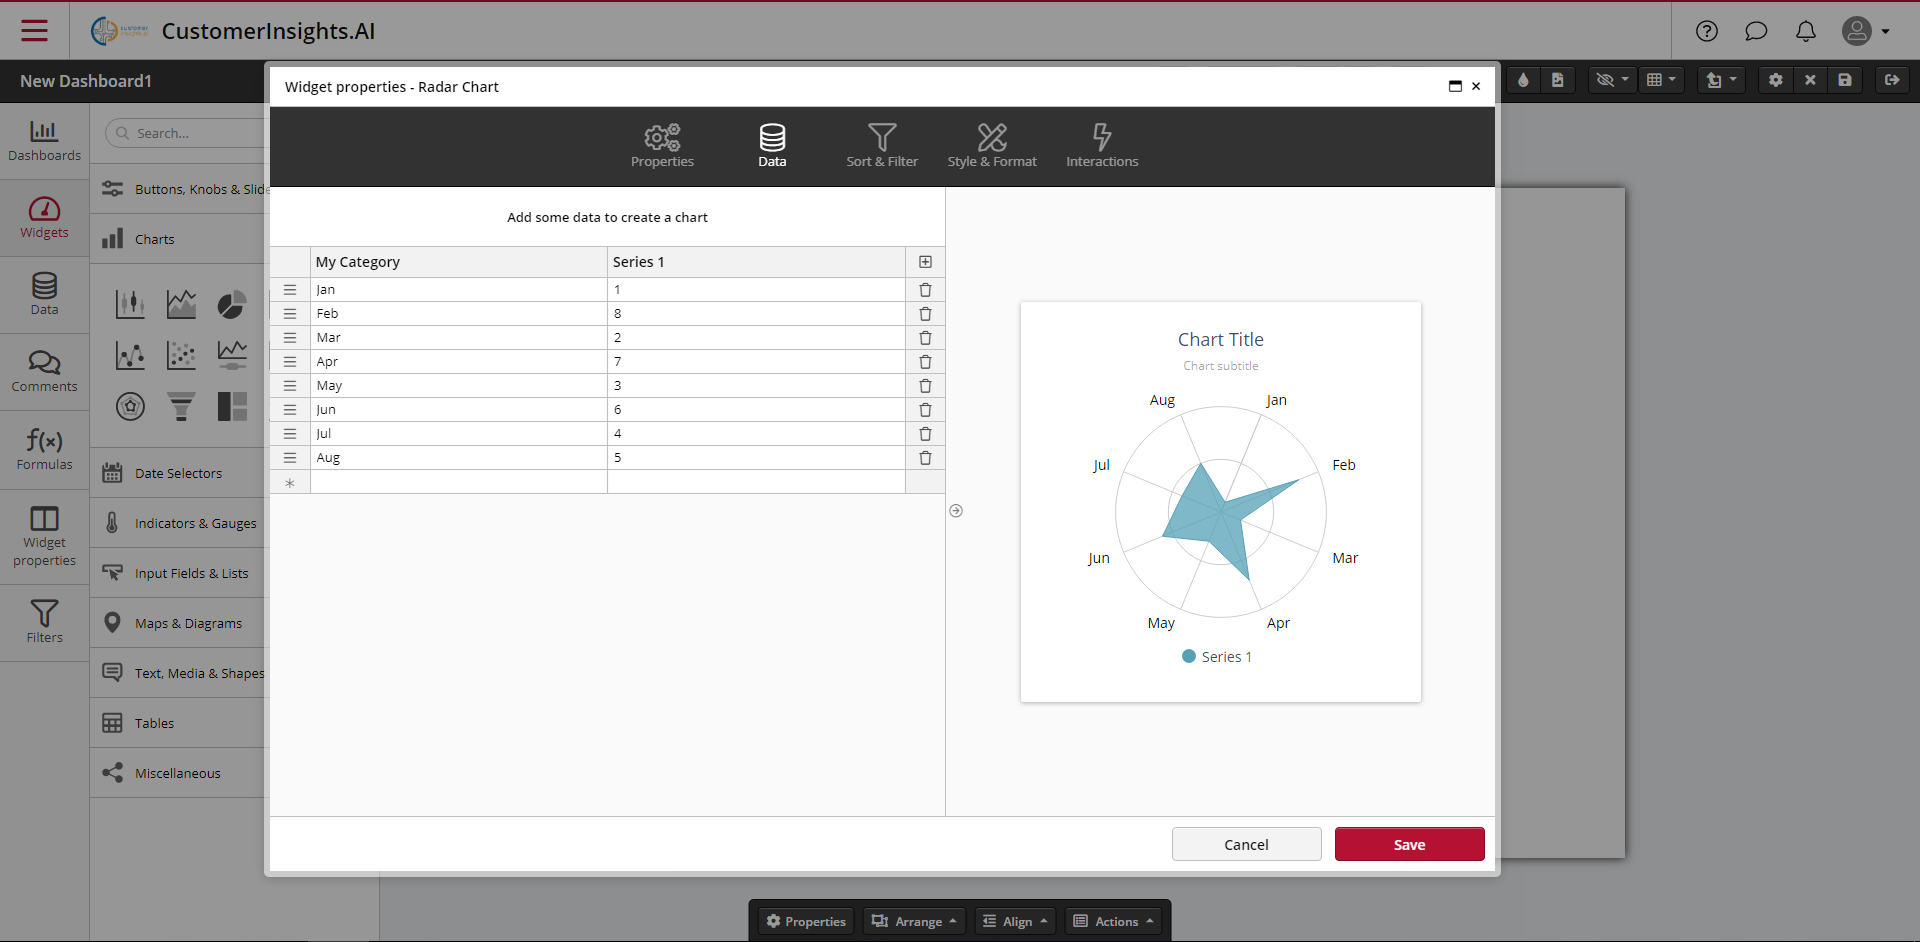 CustomerInsights.AI
New Dashboard1
Widget properties - Radar Chart
Properties
Data
Sort & Filter
Style & Format
Interactions
Dashboards
Widgets
Data
Comments
f(x)
Formulas
Widget
properties
Filters
Search...
Buttons, Knobs & Slid
Charts
Date Selectors
Indicators & Gauges
Input Fields & Lists
Maps & Diagrams
Text, Media & Shapes
Tables
Miscellaneous
Add some data to create a chart
My Category Series 1
Jan 1
Feb 8
Mar 2
Apr 7
May 3
Jun 6
Jul 4
Aug 5
Chart Title
Chart subtitle
Aug Jan
Jul Feb
Jun Mar
May Apr
Series 1
Cancel Save
Properties Arrange Align Actions